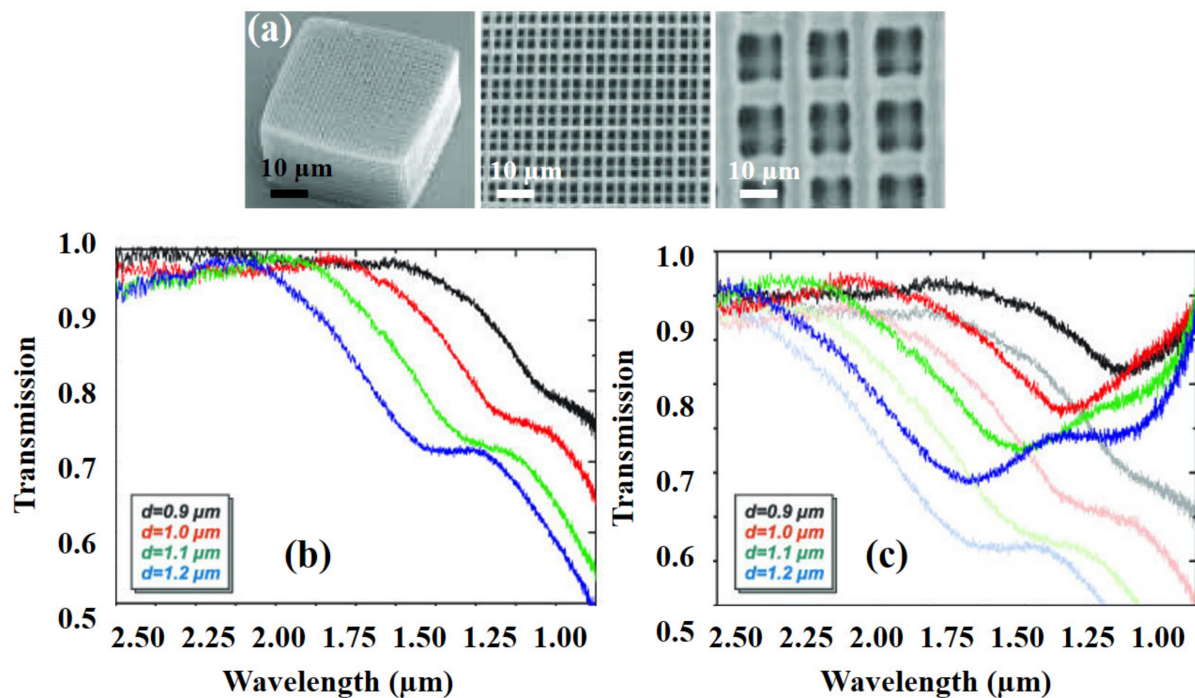 (a)
10 µm
10 µm
10 µm
1.0
0.9
0.8
0.7
0.6
0.5
Transmission
d=0.9 µm
d=1.0 µm
d=1.1 µm
d=1.2 µm
(b)
2.50 2.25 2.00 1.75 1.50 1.25 1.00
Wavelength (µm)
1.0
0.9
0.8
0.7
0.6
0.5
Transmission
d=0.9 µm
d=1.0 µm
d=1.1 µm
d=1.2 µm
(c)
2.50 2.25 2.00 1.75 1.50 1.25 1.00
Wavelength (µm)